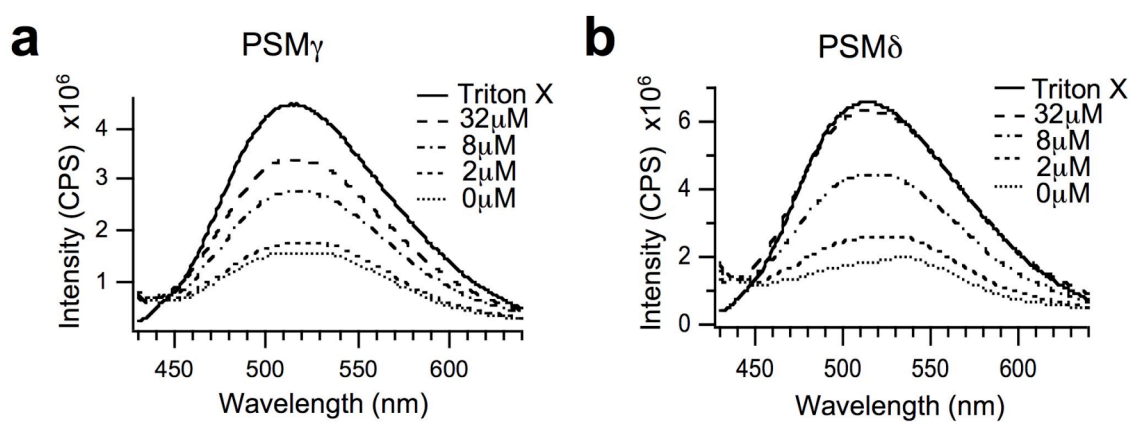 a
PSMγ
Intensity (CPS) x10⁶
4
3
2
1
Triton X
32μM
8μM
2μM
0μM
450 500 550 600
Wavelength (nm)
b
PSMδ
Intensity (CPS) x10⁶
6
4
2
0
Triton X
32μM
8μM
2μM
0μM
450 500 550 600
Wavelength (nm)